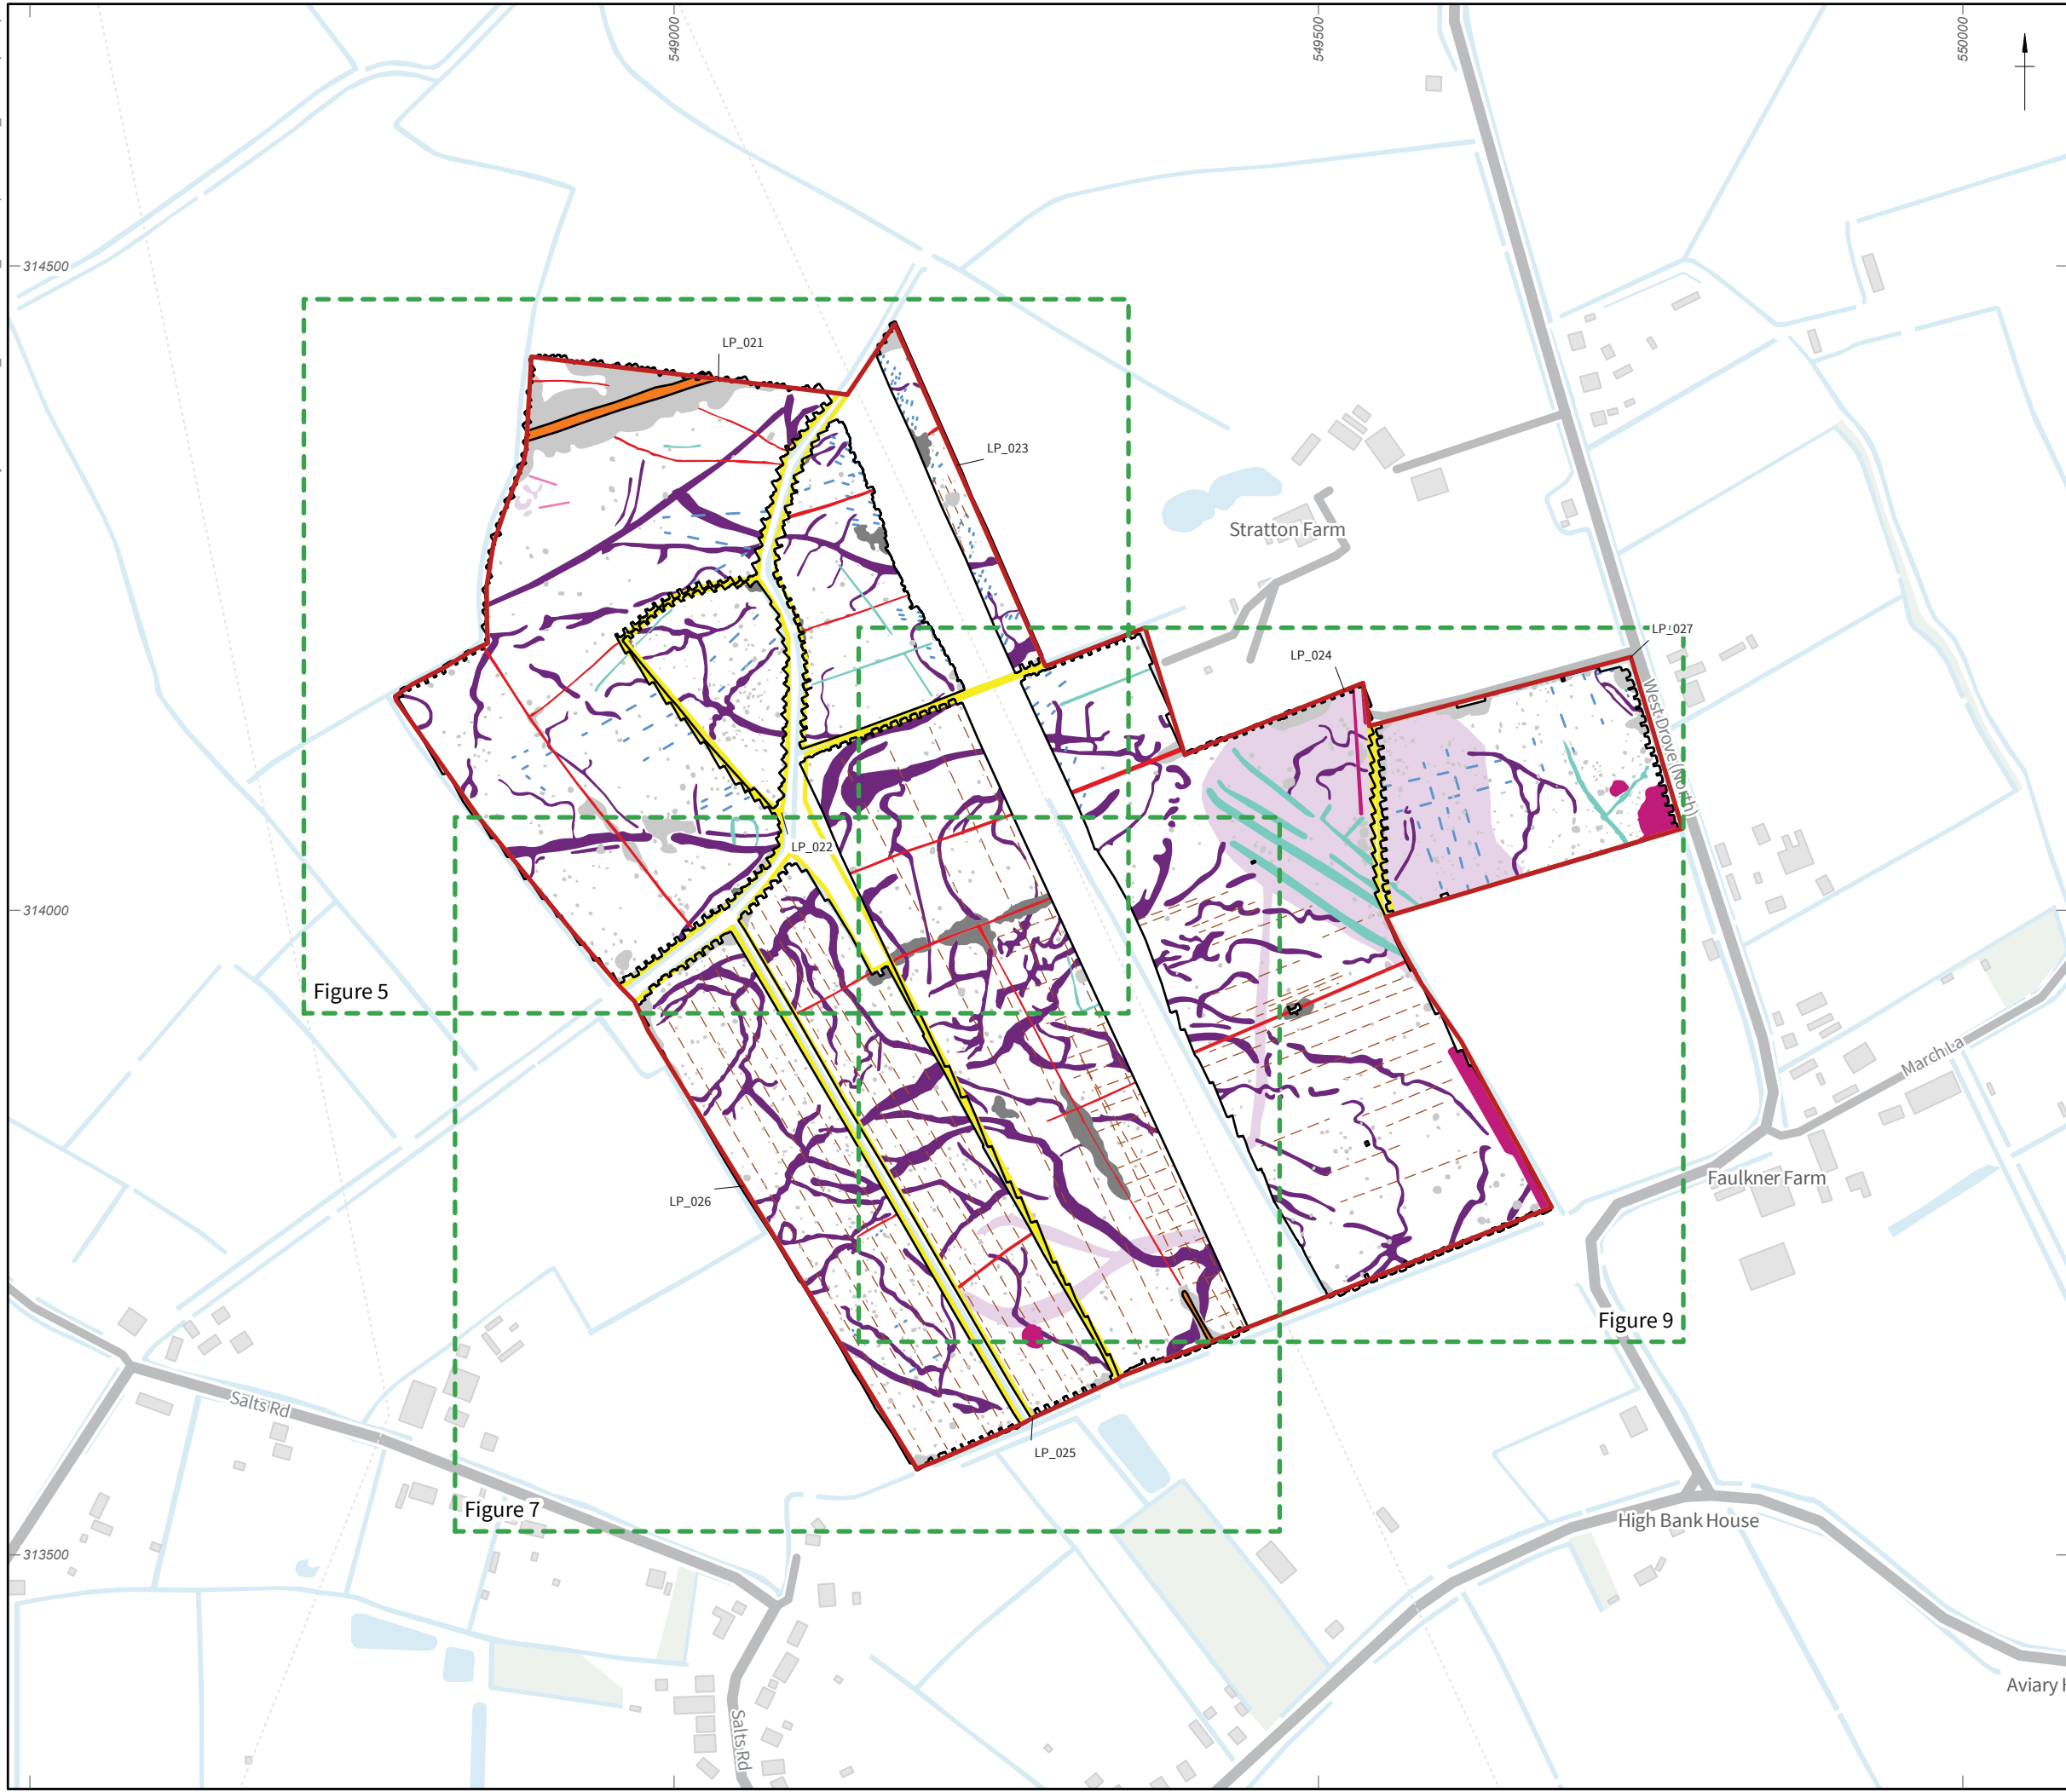 549000
549500
550000
314500
LP_021
LP_023
Stratton Farm
LP_027
LP_024
West Drove (North)
LP_022
314000
Figure 5
March La
Faulkner Farm
LP_026
Figure 9
Salts Rd
LP_025
Figure 7
High Bank House
313500
Aviary H
Salts Rd